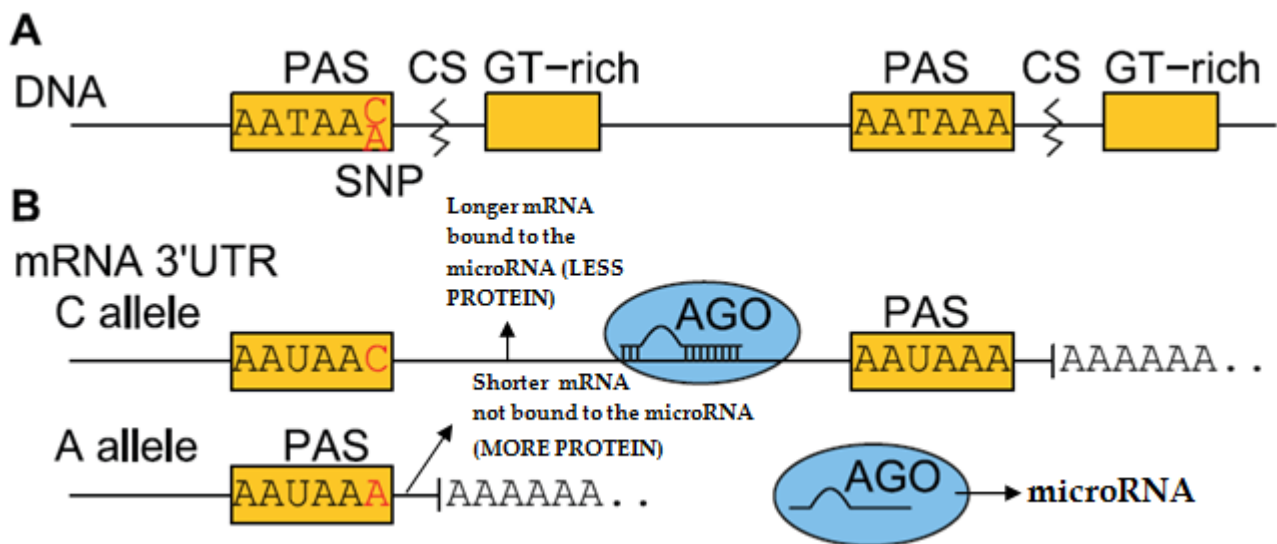 A
DNA
PAS CS GT-rich PAS CS GT-rich
AATAA C AATAAA
A
SNP
B
mRNA 3'UTR
Longer mRNA
bound to the
microRNA (LESS
PROTEIN)
C allele
AAUAAC
AGO
PAS
AAUAAA
AAAAAA..
Shorter mRNA
not bound to the microRNA
(MORE PROTEIN)
A allele
PAS
AAUAAA
AAAAAA..
AGO
microRNA